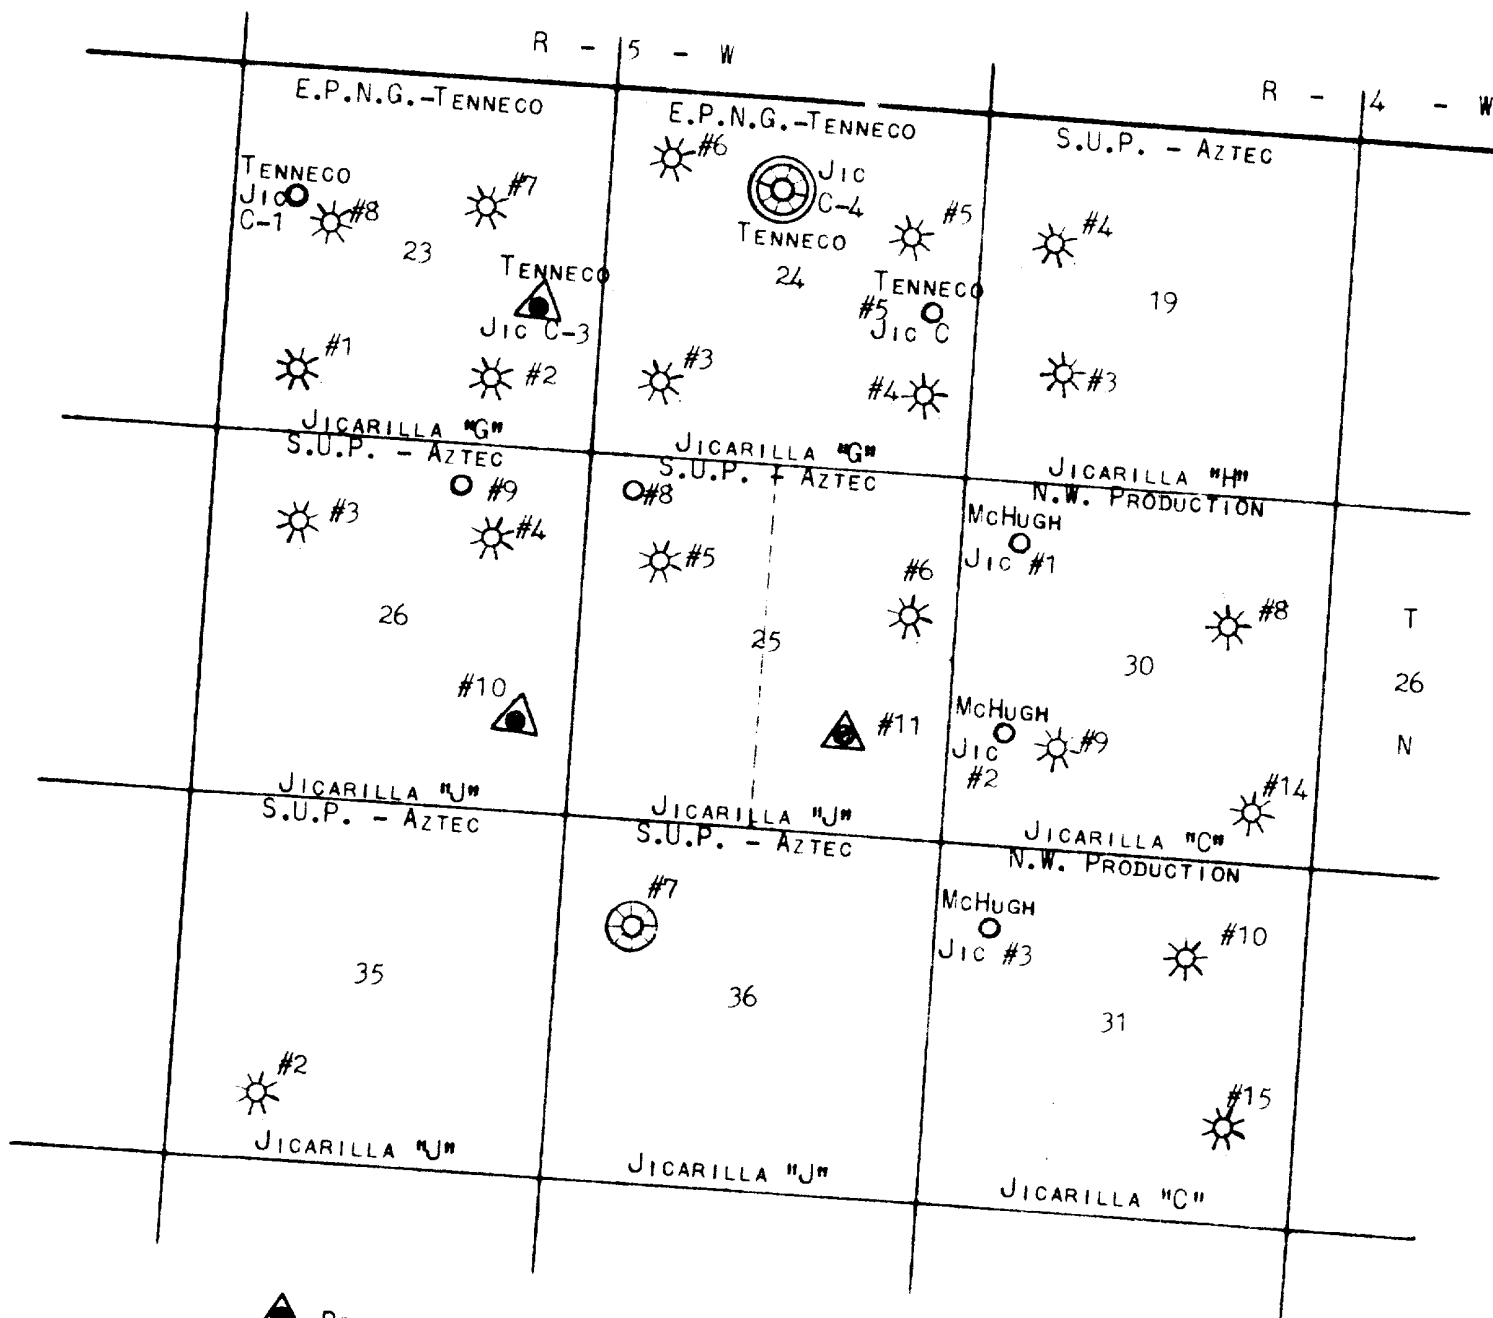 R - 5 - W
R - 4 - W
E.P.N.G.-TENNECO
E.P.N.G.-TENNECO
S.U.P. - AZTEC
#6
TENNECO
JIC
C-1
#8
#7
JIC
C-4
TENNECO
#5
#4
23
24
19
TENNECO
JIC C-3
TENNECO
#5
JIC C
#1
#2
#3
#4
#3
JICARILLA "G"
JICARILLA "G"
JICARILLA "H"
S.U.P. - AZTEC
S.U.P. - AZTEC
N.W. PRODUCTION
#9
#8
McHUGH
JIC #1
#3
#4
#5
#6
#8
T
26
N
26
25
30
#10
#11
McHUGH
JIC
#2
#9
#14
JICARILLA "J"
JICARILLA "J"
JICARILLA "C"
S.U.P. - AZTEC
S.U.P. - AZTEC
N.W. PRODUCTION
#7
McHUGH
JIC #3
#10
35
36
31
#2
#15
JICARILLA "J"
JICARILLA "J"
JICARILLA "C"